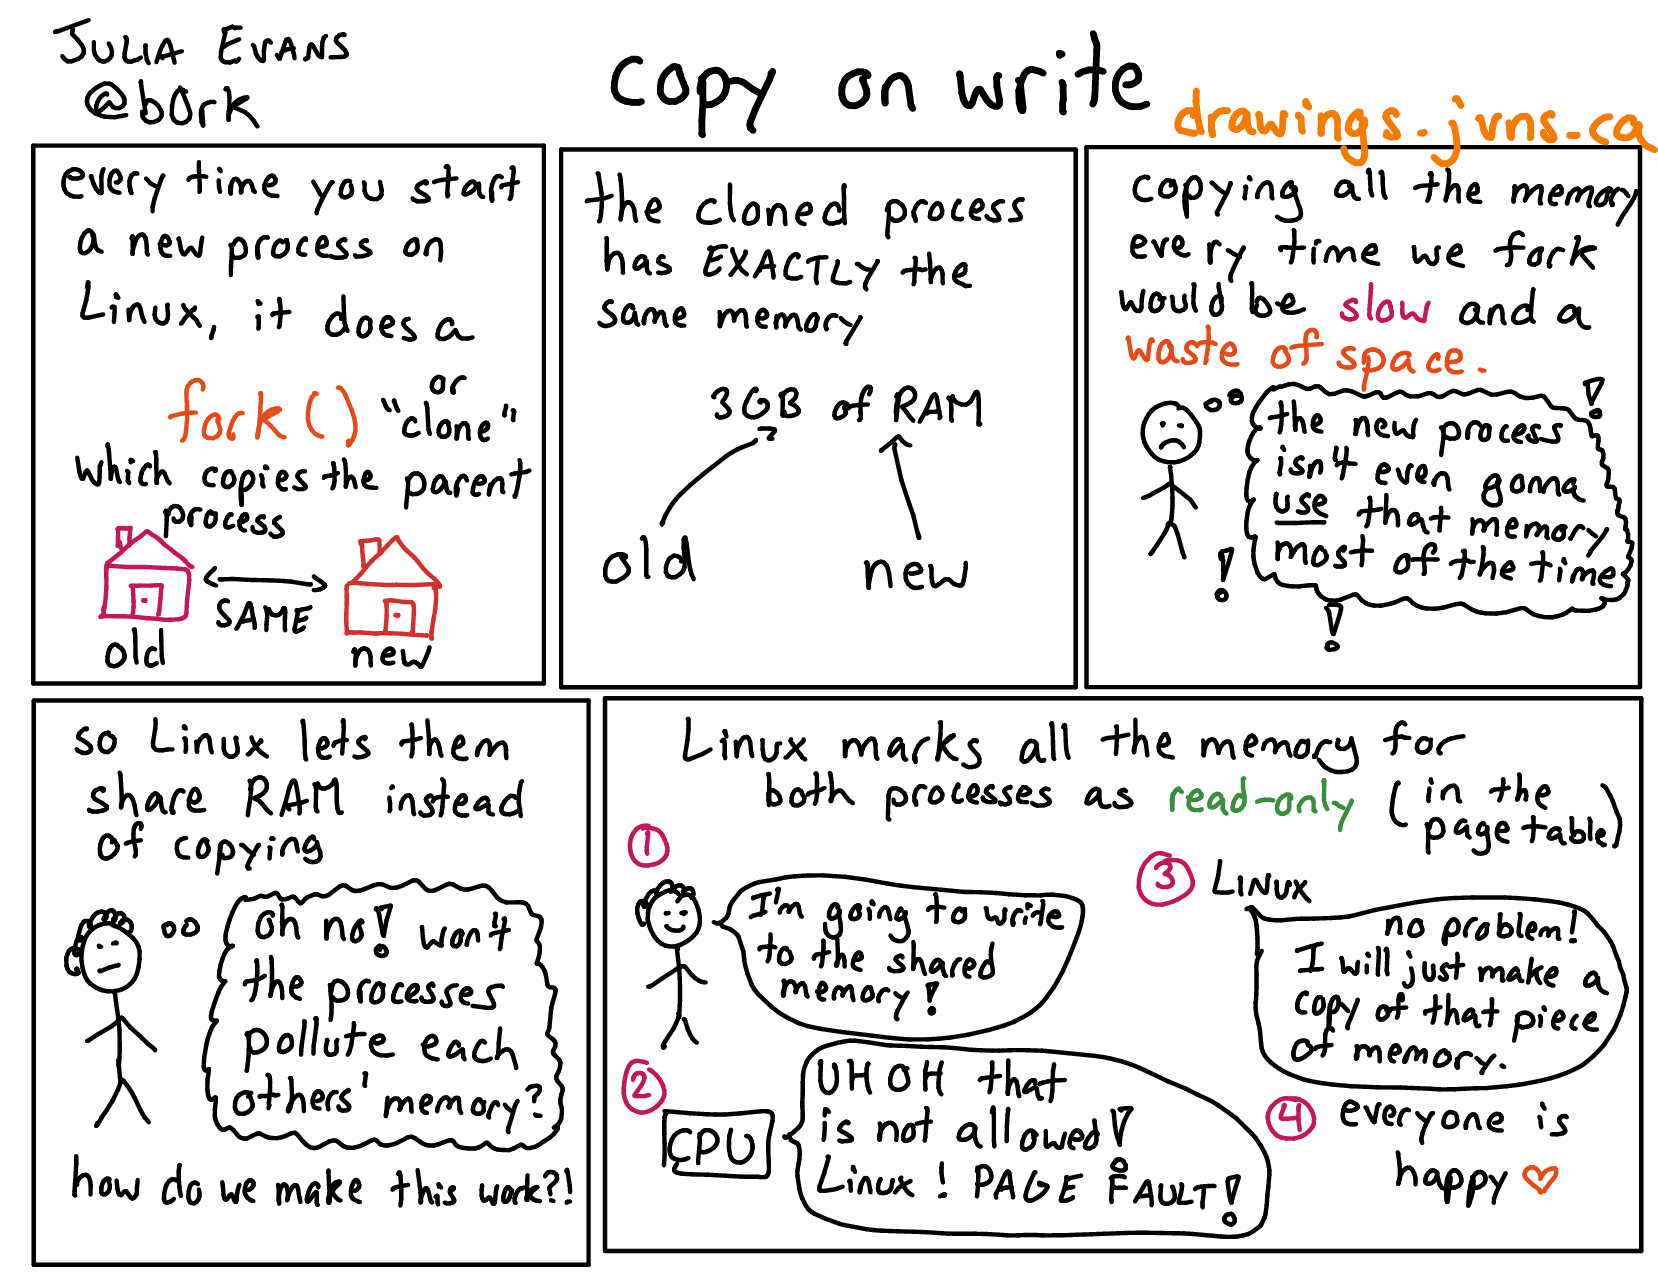 JULIA EVANS
@b0rk
copy on write
drawings.jvns.ca
every time you start
a new process on
Linux, it does a
fork() or "clone"
which copies the parent
process
SAME
old
new
the cloned process
has EXACTLY the
same memory
3GB of RAM
old
new
copying all the memory
every time we fork
would be slow and a
waste of space.
the new process
isn't even gonna
use that memory
most of the time
!
!
!
so Linux lets them
share RAM instead
of copying
oh no! won't
the processes
pollute each
others' memory?
how do we make this work?!
Linux marks all the memory for
both processes as read-only (in the
page table)
1
I'm going to write
to the shared
memory!
2
CPU
UH OH that
is not allowed!
Linux! PAGE FAULT!
3 LINUX
no problem!
I will just make a
copy of that piece
of memory.
4 everyone is
happy ♡